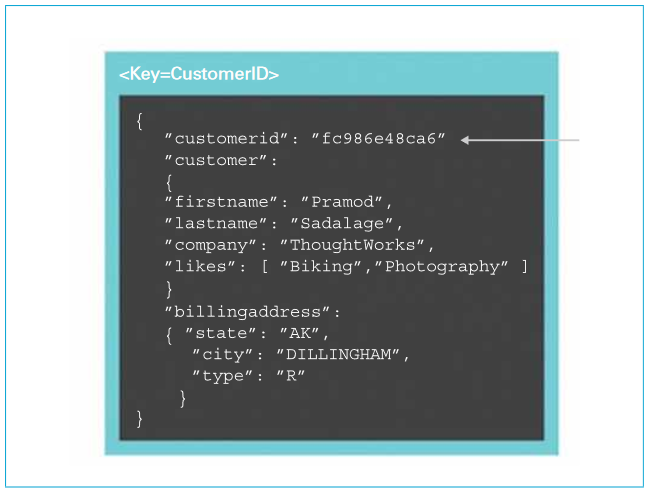 <Key=CustomerID>
{
"customerid": "fc986e48ca6"
"customer":
{
"firstname": "Pramod",
"lastname": "Sadalage",
"company": "ThoughtWorks",
"likes": [ "Biking","Photography" ]
}
"billingaddress":
{ "state": "AK",
"city": "DILLINGHAM",
"type": "R"
}
}